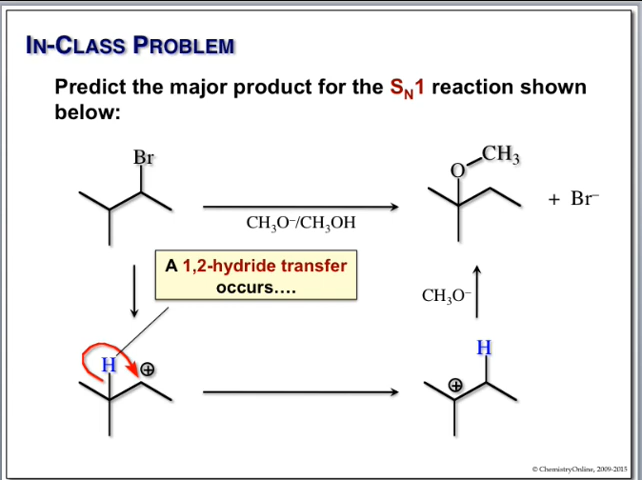 IN-CLASS PROBLEM
Predict the major product for the SN1 reaction shown
below:
Br
O
CH3
+ Br–
CH3O–/CH3OH
A 1,2-hydride transfer
occurs....
CH3O–
H
⊕
H
⊕
© ChemistryOnline, 2009-2015